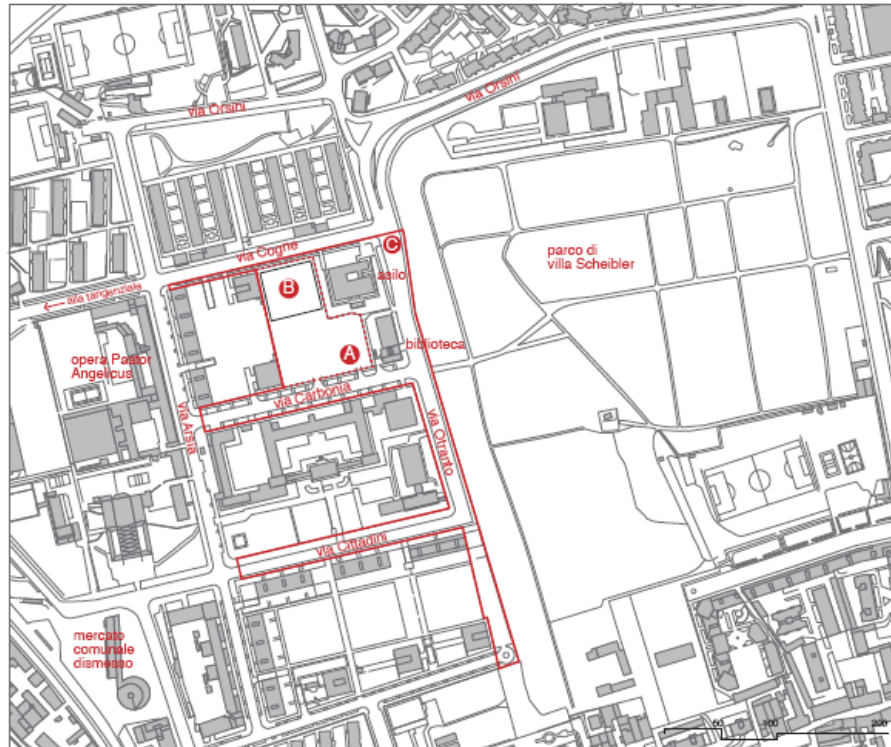 via Orsini
via Orsini
via Cogne
C
asilo
parco di
villa Scheibler
B
← alla tangenziale
A
biblioteca
opera Pastor
Angelicus
via Carbonia
via Arsia
via Otranto
via Cittadini
mercato
comunale
dismesso
50 100 200